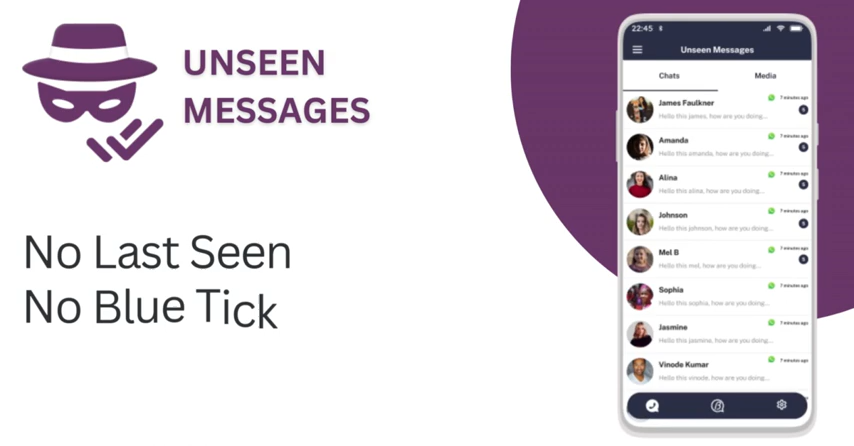 UNSEEN
MESSAGES
No Last Seen
No Blue Tick
22:45
Unseen Messages
Chats
Media
James Faulkner
7 minutes ago
Hello this james, how are you doing...
Amanda
7 minutes ago
Hello this amanda, how are you doing...
Alina
7 minutes ago
Hello this alina, how are you doing...
Johnson
7 minutes ago
Hello this johnson, how are you doing...
Mel B
7 minutes ago
Hello this mel, how are you doing...
Sophia
7 minutes ago
Hello this sophia, how are you doing...
Jasmine
7 minutes ago
Hello this jasmine, how are you doing...
Vinode Kumar
7 minutes ago
Hello this vinode, how are you doing...